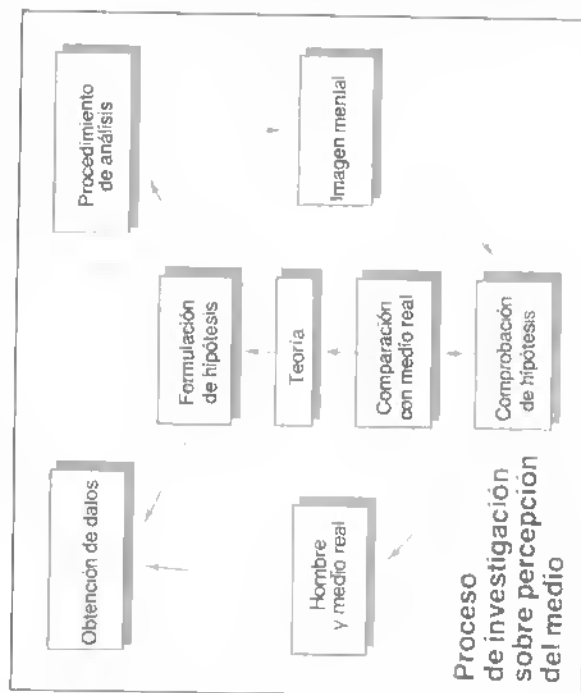 Obtención de datos
Procedimiento
de análisis
Formulación
de hipótesis
Teoría
Hombre
y medio real
Imagen mental
Comparación
con medio real
Comprobación
de hipótesis
Proceso
de investigación
sobre percepción
del medio